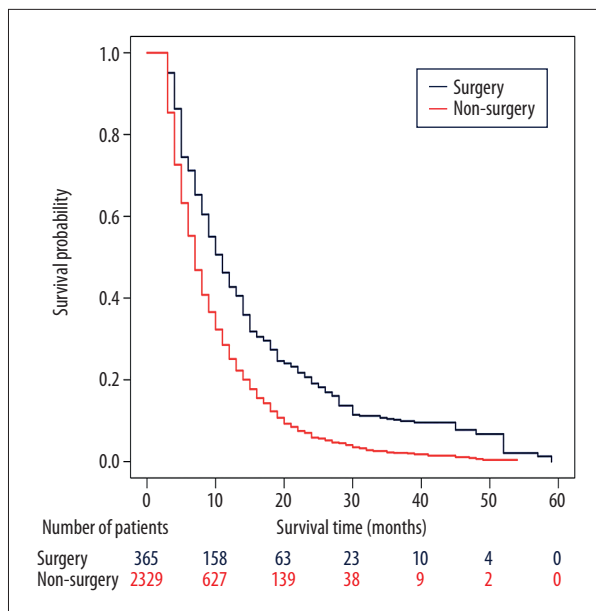 1.0
0.8
0.6
0.4
0.2
0.0
Survival probability
Surgery
Non-surgery
0 10 20 30 40 50 60
Number of patients Survival time (months)
Surgery 365 158 63 23 10 4 0
Non-surgery 2329 627 139 38 9 2 0